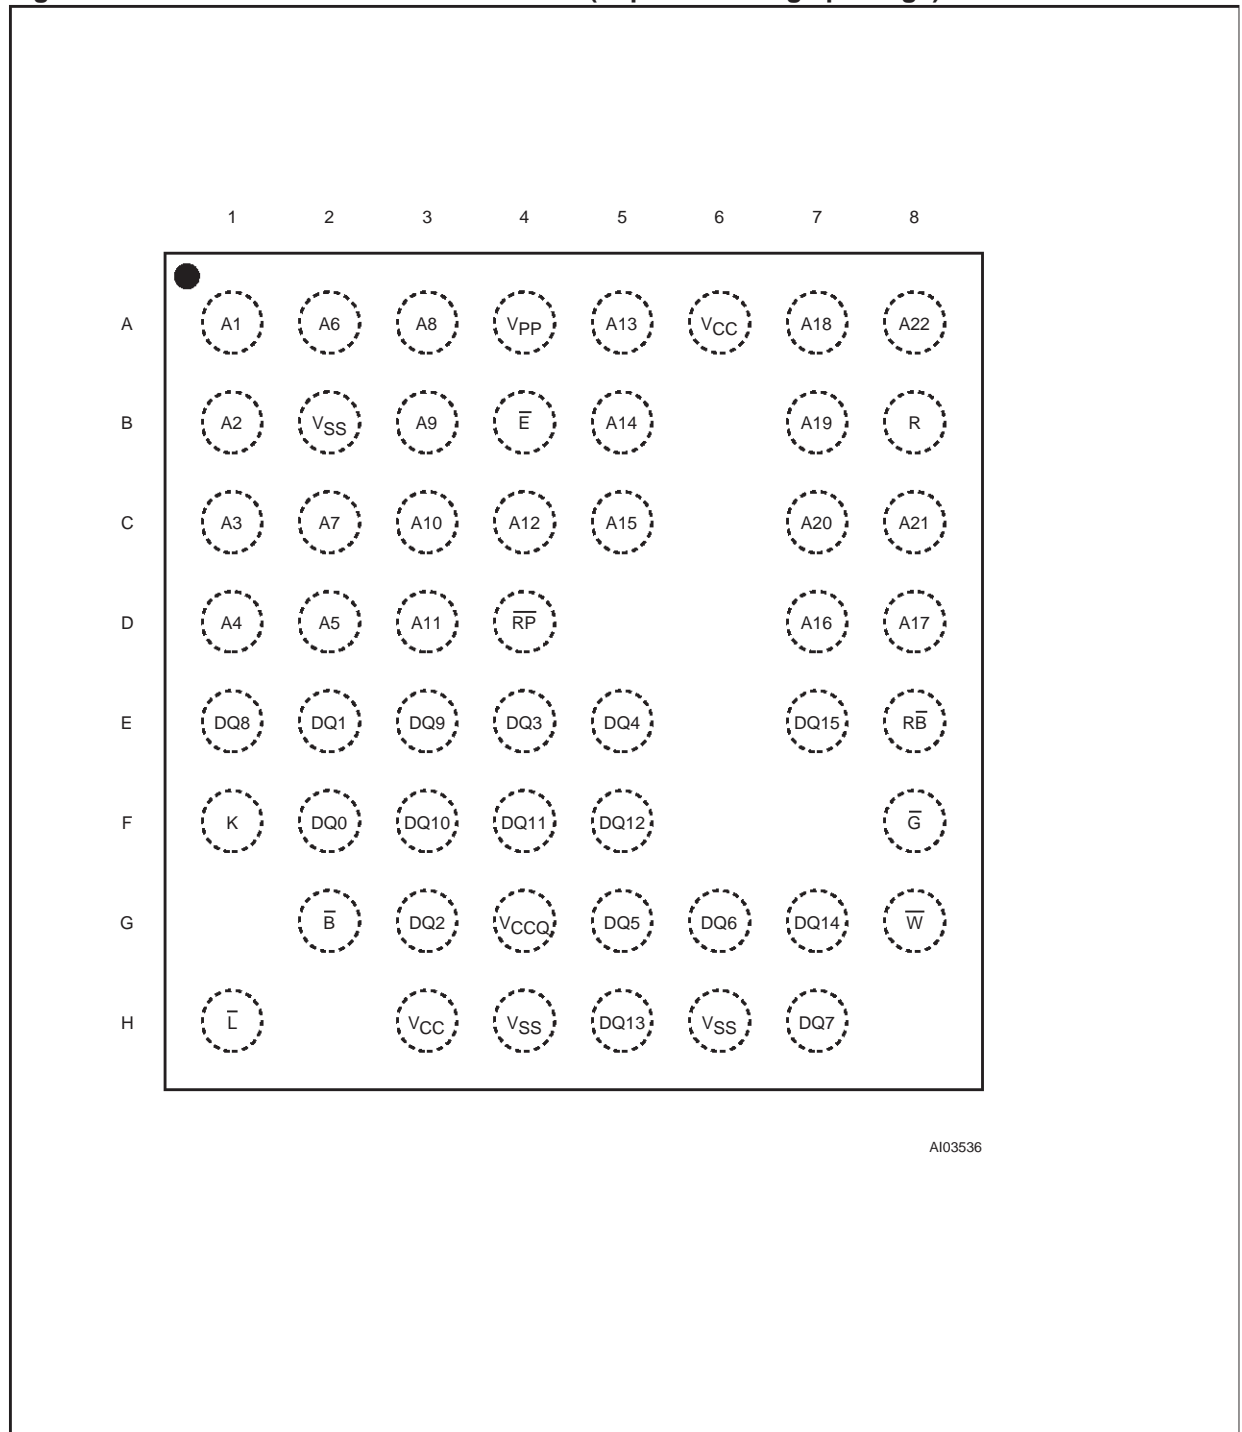 1 2 3 4 5 6 7 8
A A1 A6 A8 VPP A13 VCC A18 A22
B A2 VSS A9 E̅ A14 A19 R
C A3 A7 A10 A12 A15 A20 A21
D A4 A5 A11 R̅P̅ A16 A17
E DQ8 DQ1 DQ9 DQ3 DQ4 DQ15 RB̅
F K DQ0 DQ10 DQ11 DQ12 G̅
G B̅ DQ2 VCCQ DQ5 DQ6 DQ14 W̅
H L̅ VCC VSS DQ13 VSS DQ7
AI03536